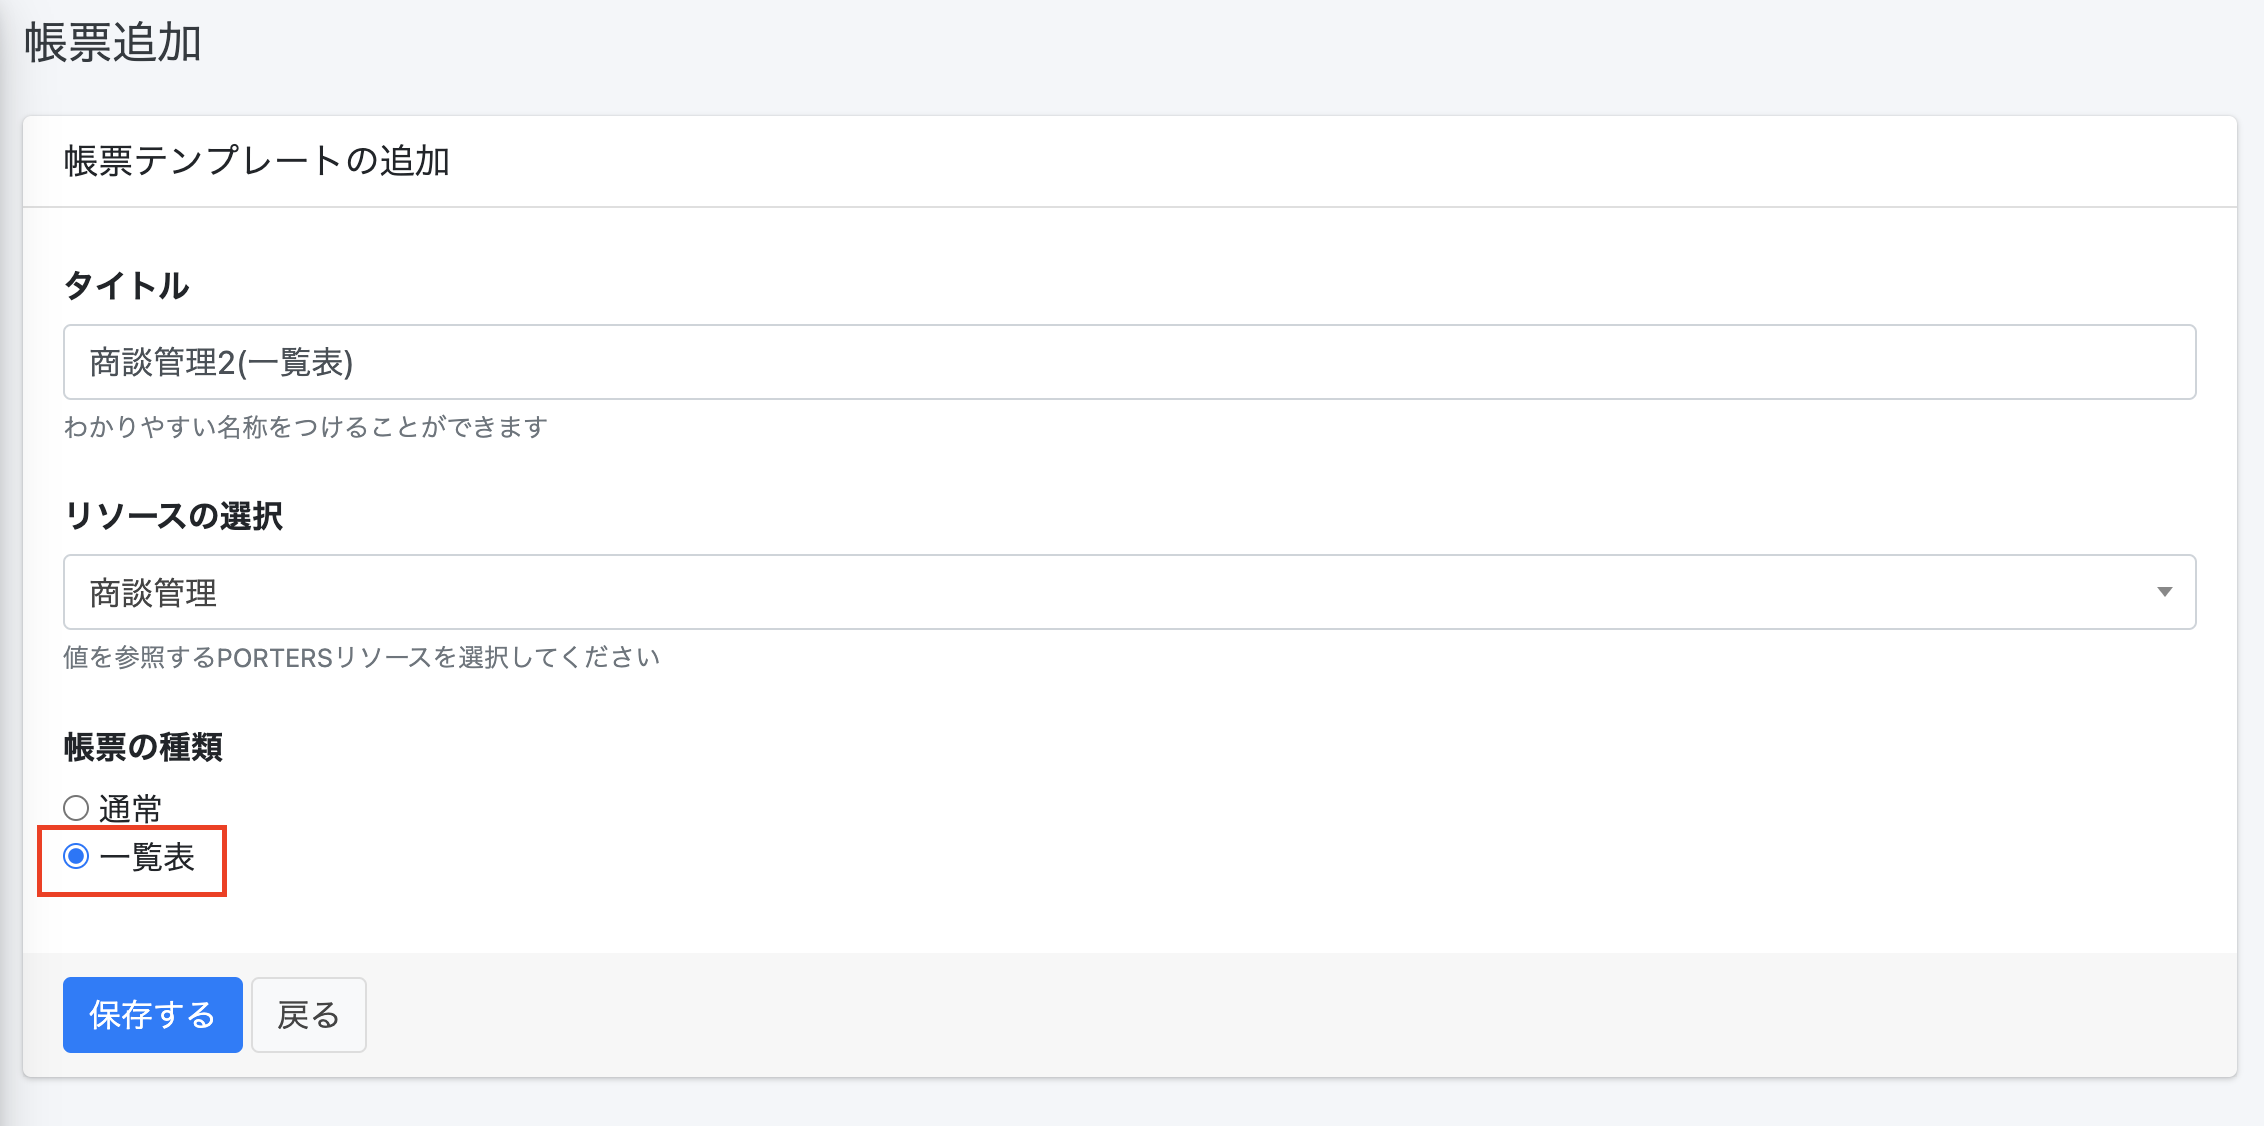 帳票追加
帳票テンプレートの追加
タイトル
商談管理2(一覧表)
わかりやすい名称をつけることができます
リソースの選択
商談管理
値を参照するPORTERSリソースを選択してください
帳票の種類
通常
一覧表
保存する 戻る